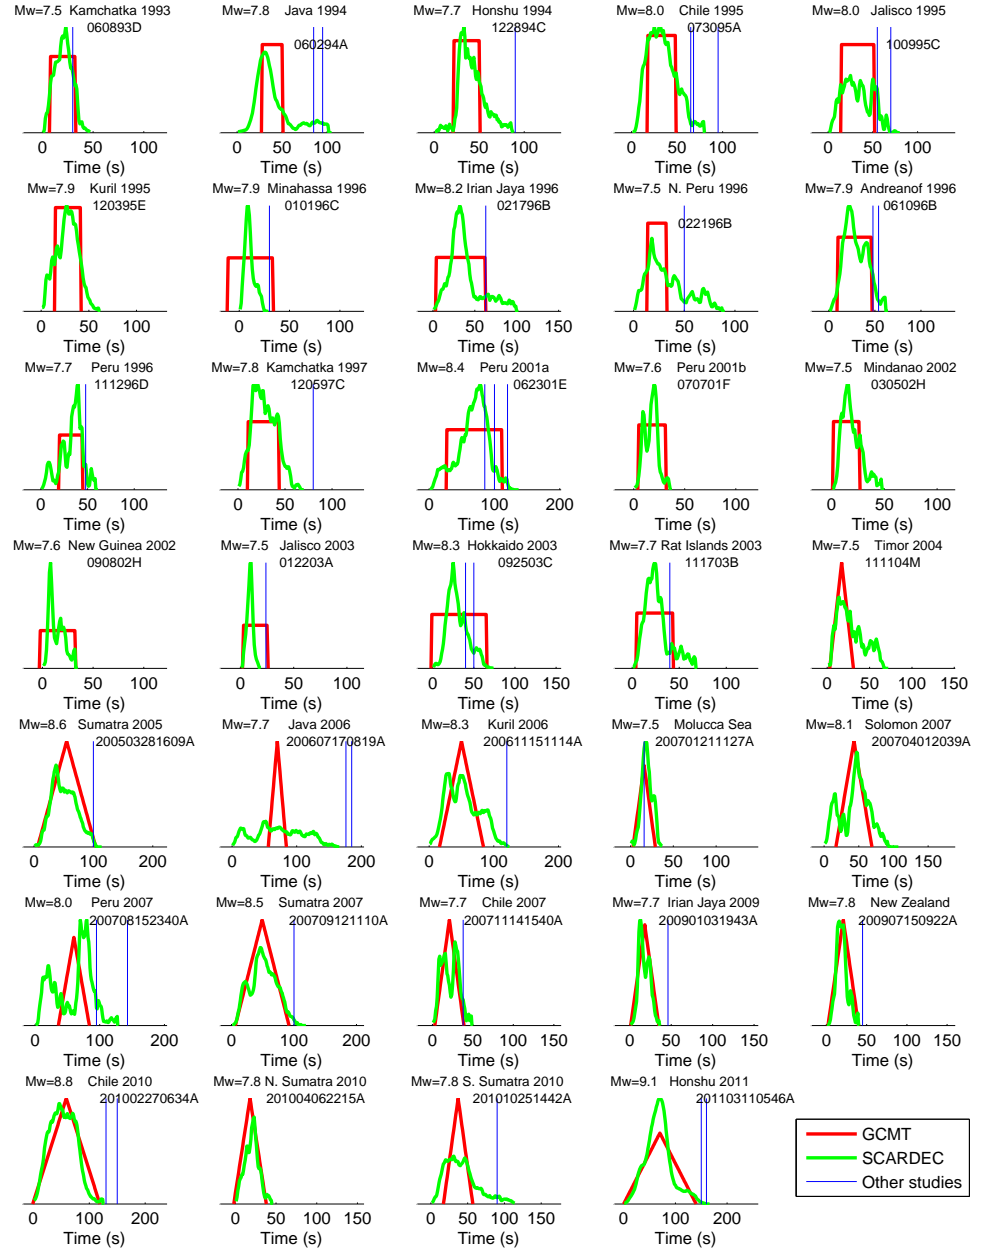 Mw=7.5 Kamchatka 1993
060893D
0 50 100
Time (s)
Mw=7.8 Java 1994
060294A
0 50 100
Time (s)
Mw=7.7 Honshu 1994
122894C
0 50 100
Time (s)
Mw=8.0 Chile 1995
073095A
0 50 100
Time (s)
Mw=8.0 Jalisco 1995
100995C
0 50 100
Time (s)
Mw=7.9 Kuril 1995
120395E
0 50 100
Time (s)
Mw=7.9 Minahassa 1996
010196C
0 50 100
Time (s)
Mw=8.2 Irian Jaya 1996
021796B
0 50 100 150
Time (s)
Mw=7.5 N. Peru 1996
022196B
0 50 100
Time (s)
Mw=7.9 Andreanof 1996
061096B
0 50 100
Time (s)
Mw=7.7 Peru 1996
111296D
0 50 100
Time (s)
Mw=7.8 Kamchatka 1997
120597C
0 50 100
Time (s)
Mw=8.4 Peru 2001a
062301E
0 100 200
Time (s)
Mw=7.6 Peru 2001b
070701F
0 50 100
Time (s)
Mw=7.5 Mindanao 2002
030502H
0 50 100
Time (s)
Mw=7.6 New Guinea 2002
090802H
0 50 100
Time (s)
Mw=7.5 Jalisco 2003
012203A
0 50 100
Time (s)
Mw=8.3 Hokkaido 2003
092503C
0 50 100 150
Time (s)
Mw=7.7 Rat Islands 2003
111703B
0 50 100
Time (s)
Mw=7.5 Timor 2004
111104M
0 50 100 150
Time (s)
Mw=8.6 Sumatra 2005
200503281609A
0 100 200
Time (s)
Mw=7.7 Java 2006
200607170819A
0 100 200
Time (s)
Mw=8.3 Kuril 2006
200611151114A
0 50 100 150
Time (s)
Mw=7.5 Molucca Sea
200701211127A
0 50 100 150
Time (s)
Mw=8.1 Solomon 2007
200704012039A
0 50 100 150
Time (s)
Mw=8.0 Peru 2007
200708152340A
0 100 200
Time (s)
Mw=8.5 Sumatra 2007
200709121110A
0 100 200
Time (s)
Mw=7.7 Chile 2007
200711141540A
0 50 100 150
Time (s)
Mw=7.7 Irian Jaya 2009
200901031943A
0 50 100 150
Time (s)
Mw=7.8 New Zealand
200907150922A
0 50 100 150
Time (s)
Mw=8.8 Chile 2010
201002270634A
0 100 200
Time (s)
Mw=7.8 N. Sumatra 2010
201004062215A
0 50 100 150
Time (s)
Mw=7.8 S. Sumatra 2010
201010251442A
0 50 100 150
Time (s)
Mw=9.1 Honshu 2011
201103110546A
0 100 200
Time (s)
GCMT
SCARDEC
Other studies